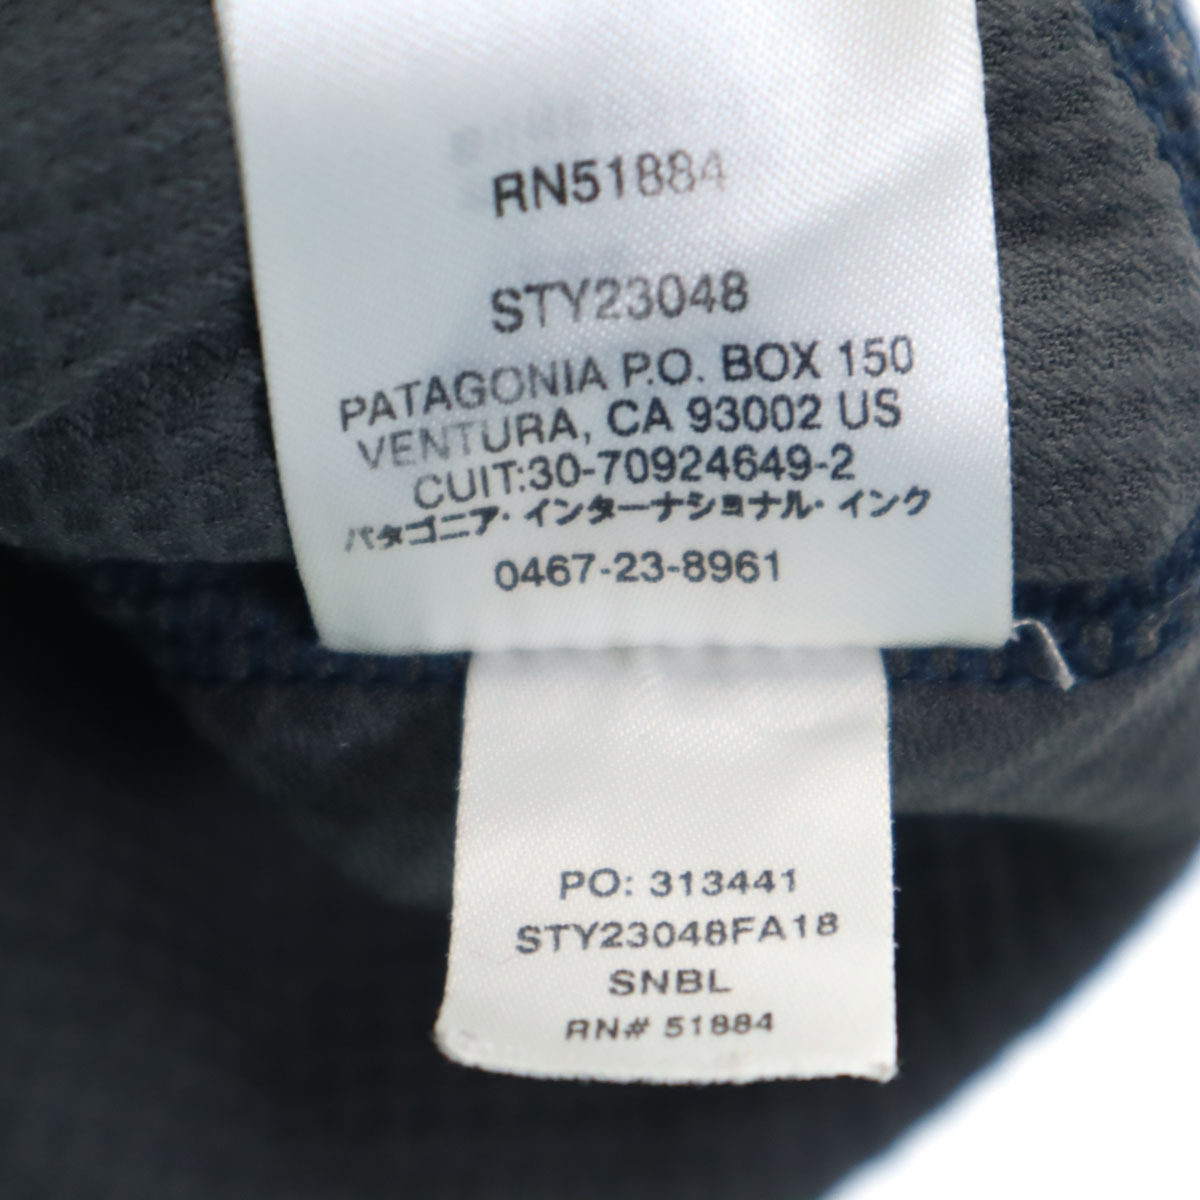 RN51884
STY23048
PATAGONIA P.O. BOX 150
VENTURA, CA 93002 US
CUIT:30-70924649-2
パタゴニア・インターナショナル・インク
0467-23-8961
PO: 313441
STY23048FA18
SNBL
RN# 51884